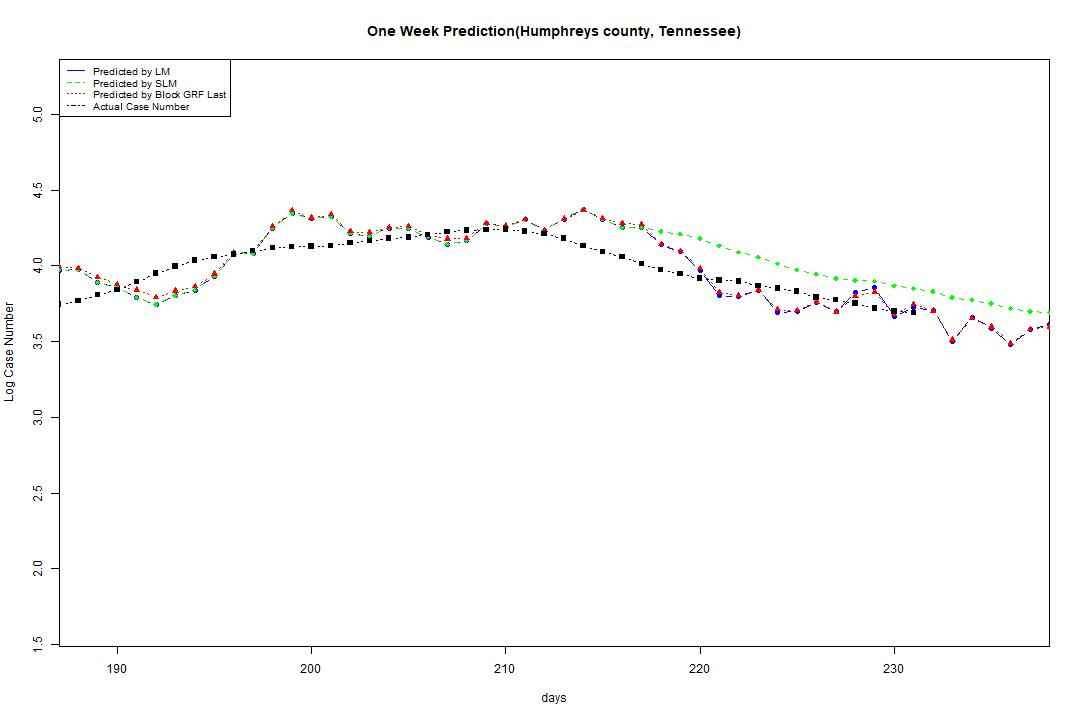 One Week Prediction(Humphreys county, Tennessee)
Predicted by LM
Predicted by SLM
Predicted by Block GRF Last
Actual Case Number
5.0
4.5
4.0
3.5
3.0
2.5
2.0
1.5
Log Case Number
190 200 210 220 230
days